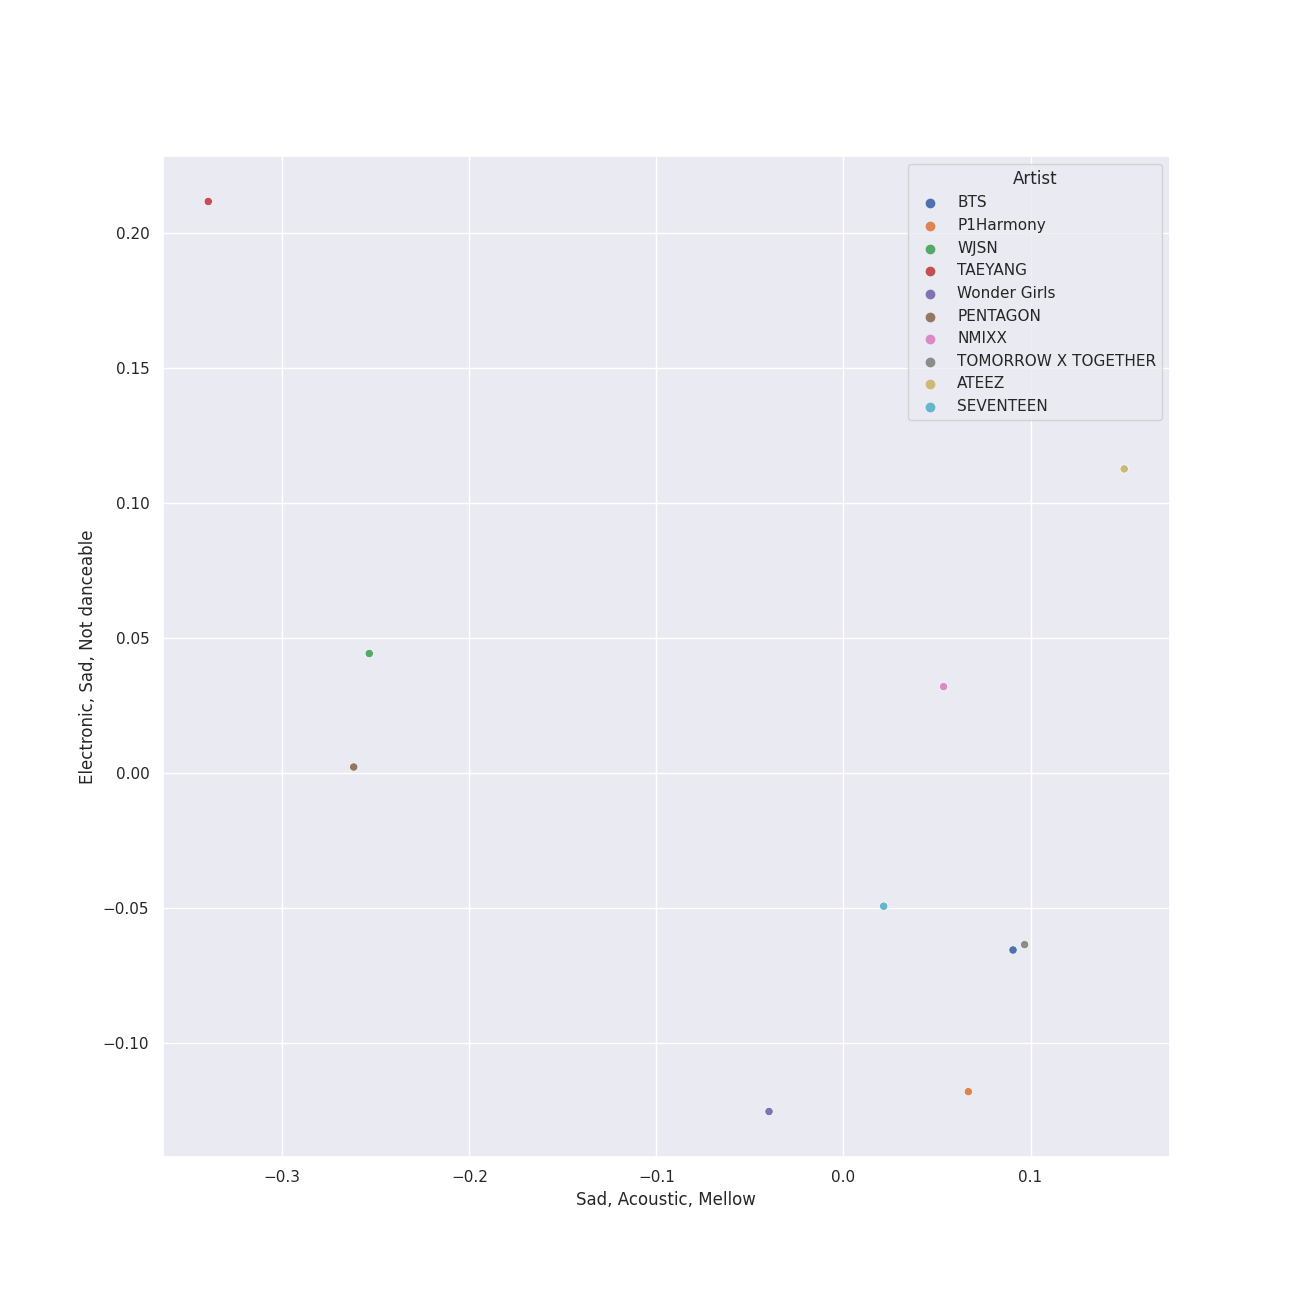 Artist
BTS
P1Harmony
WJSN
TAEYANG
Wonder Girls
PENTAGON
NMIXX
TOMORROW X TOGETHER
ATEEZ
SEVENTEEN
0.20
0.15
0.10
0.05
0.00
−0.05
−0.10
Electronic, Sad, Not danceable
−0.3
−0.2
−0.1
0.0
0.1
Sad, Acoustic, Mellow